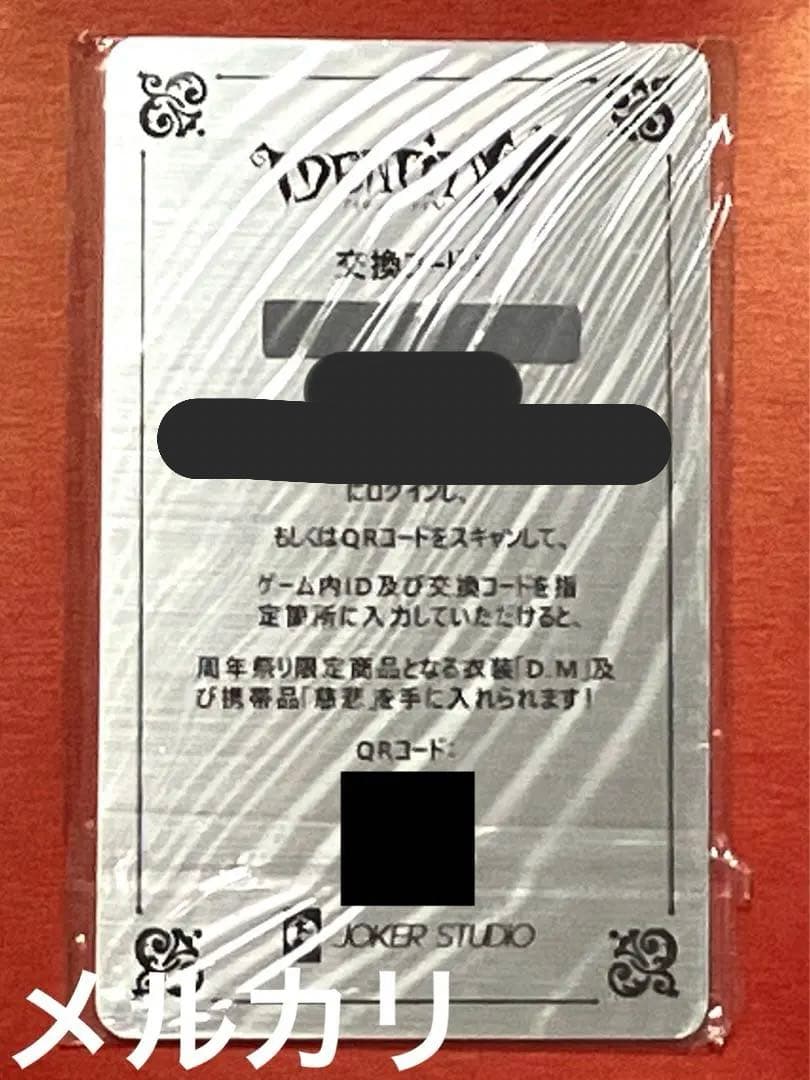 IDENTITY V
交換コード:
にログインし、
もしくはQRコードをスキャンして、
ゲーム内ID及び交換コードを指
定箇所に入力していただけると、
周年祭り限定商品となる衣装「D.M」及
び携帯品「慈悲」を手に入れられます!
QRコード:
JOKER STUDIO
メルカリ